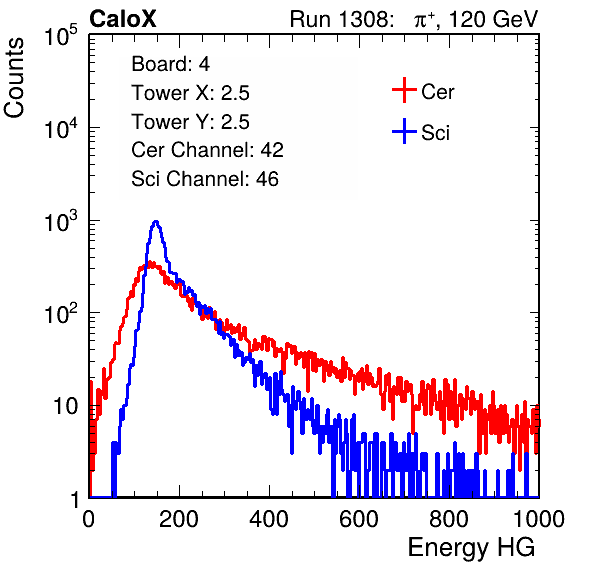 CaloX Run 1308: π⁺, 120 GeV
Counts
Board: 4
Tower X: 2.5
Tower Y: 2.5
Cer Channel: 42
Sci Channel: 46
Cer
Sci
10⁵
10⁴
10³
10²
10
1
0 200 400 600 800 1000
Energy HG